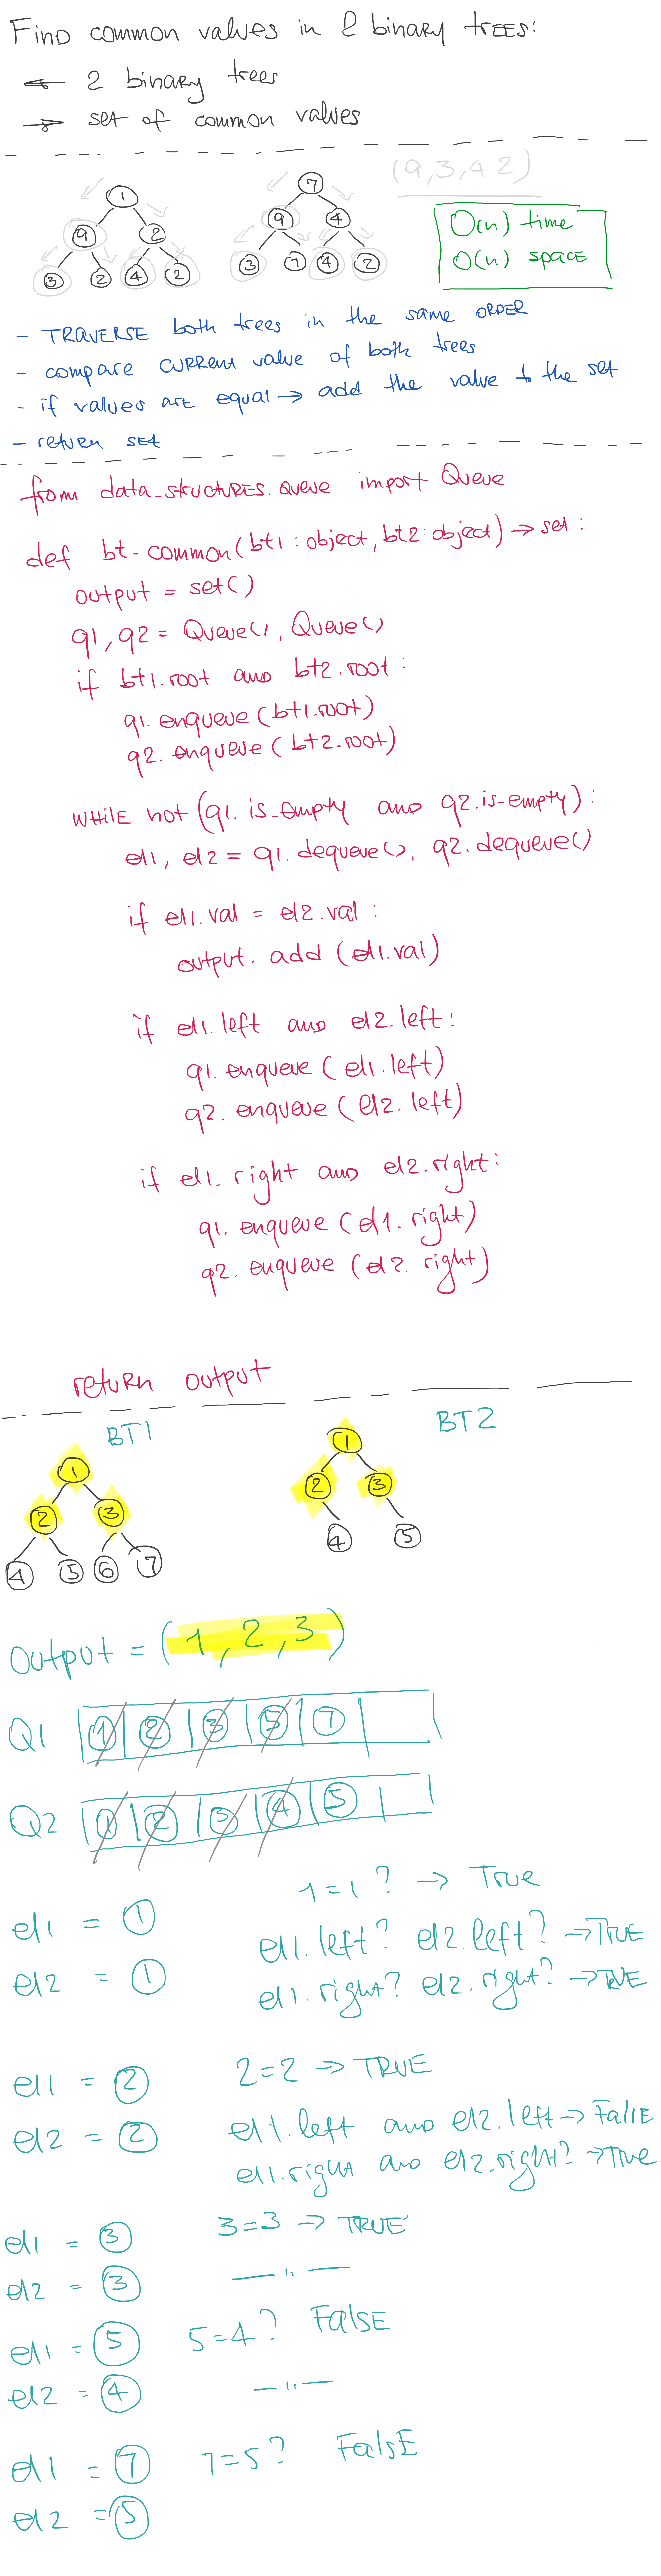 Find common values in 2 binary trees:
← 2 binary trees
→ set of common values
(9,3,4 2)
1
7
9
2
9
4
3
2
4
2
3
7
4
2
O(n) time
O(n) space
- TRAVERSE both trees in the same ORDER
- compare current value of both trees
- if values are equal → add the value to the set
- return set
from data_structures.queue import Queue
def bt-common(bt1: object, bt2: object) → set:
output = set()
q1, q2 = Queue(), Queue()
if bt1.root and bt2.root:
q1.enqueue(bt1.root)
q2.enqueue(bt2.root)
while not (q1.is_empty and q2.is-empty):
el1, el2 = q1.dequeue(), q2.dequeue()
if el1.val = el2.val:
output.add(el1.val)
if el1.left and el2.left:
q1.enqueue(el1.left)
q2.enqueue(el2.left)
if el1.right and el2.right:
q1.enqueue(el1.right)
q2.enqueue(el2.right)
return output
BT1
BT2
1
1
2
3
2
3
4
5
6
7
4
5
output = (1, 2, 3)
Q1 |1|2|3|5|7|
Q2 |1|2|3|4|5|
1=1? → True
el1 = 1
el1.left? el2.left? → TRUE
el2 = 1
el1.right? el2.right? → TRUE
el1 = 2
2=2 → TRUE
el2 = 2
el1.left and el2.left → False
el1.right and el2.right? → True
el1 = 3
3=3 → TRUE
el2 = 3
— " —
el1 = 5
5=4? False
el2 = 4
— " —
el1 = 7
7=5? False
el2 = 5